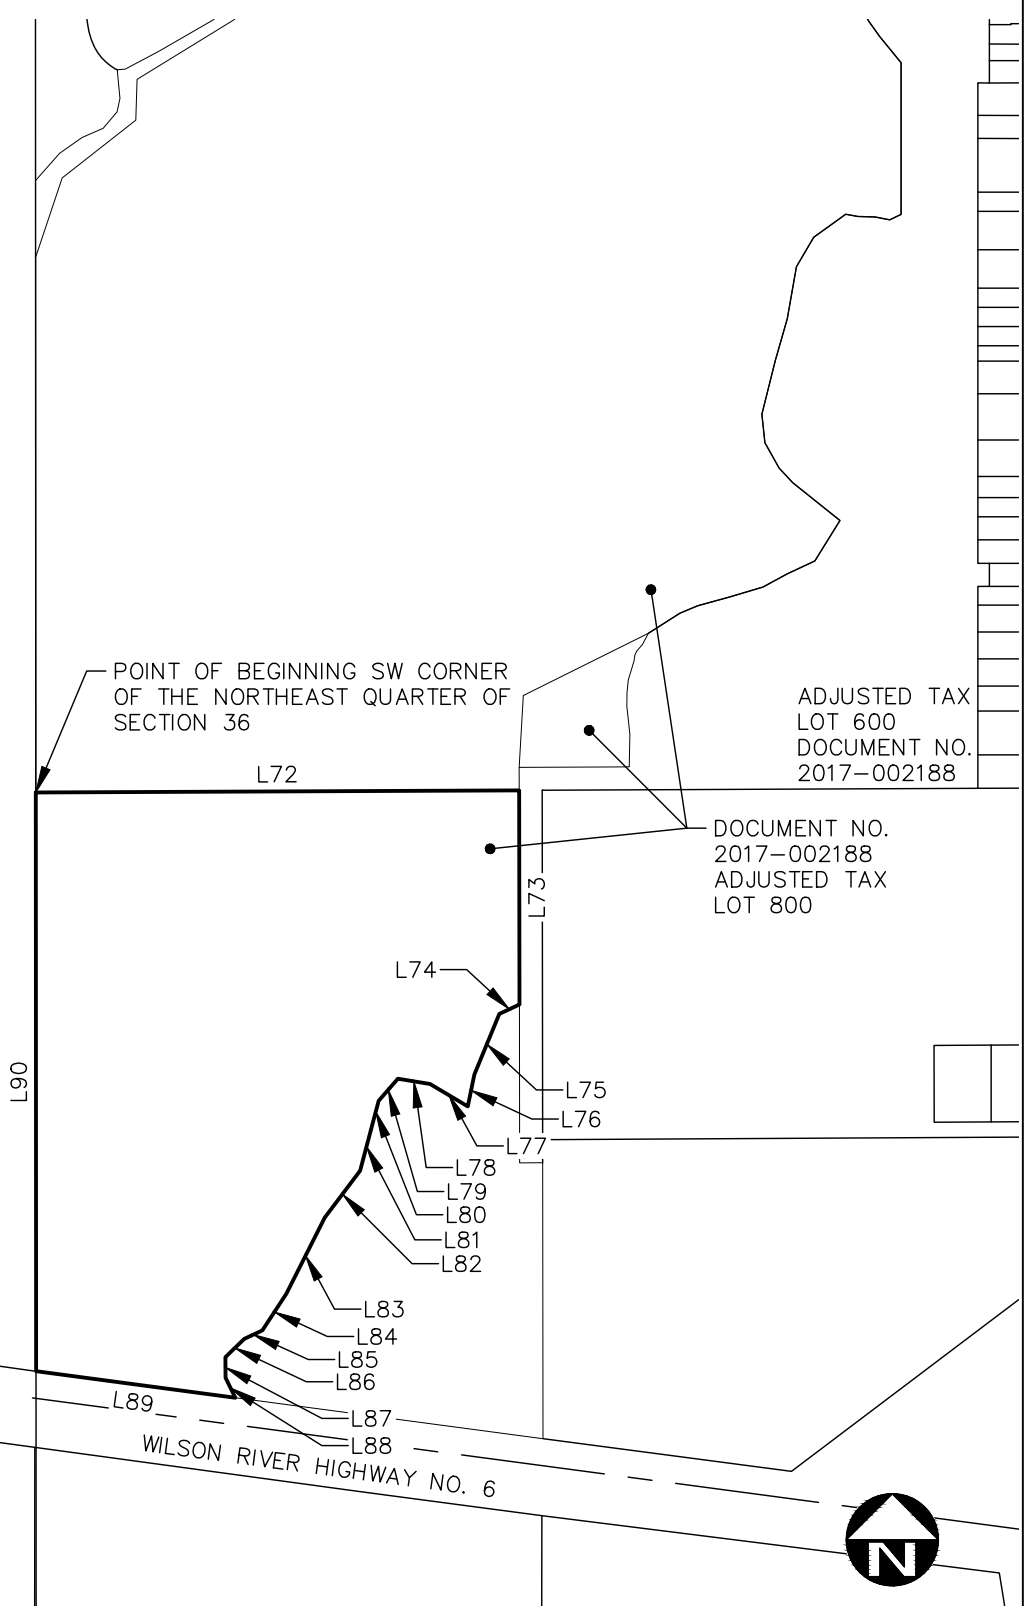 POINT OF BEGINNING SW CORNER
OF THE NORTHEAST QUARTER OF
SECTION 36
ADJUSTED TAX
LOT 600
DOCUMENT NO.
2017-002188
L72
DOCUMENT NO.
2017-002188
ADJUSTED TAX
LOT 800
L73
L74
L90
L75
L76
L77
L78
L79
L80
L81
L82
L83
L84
L85
L86
L87
L88
L89
WILSON RIVER HIGHWAY NO. 6
N